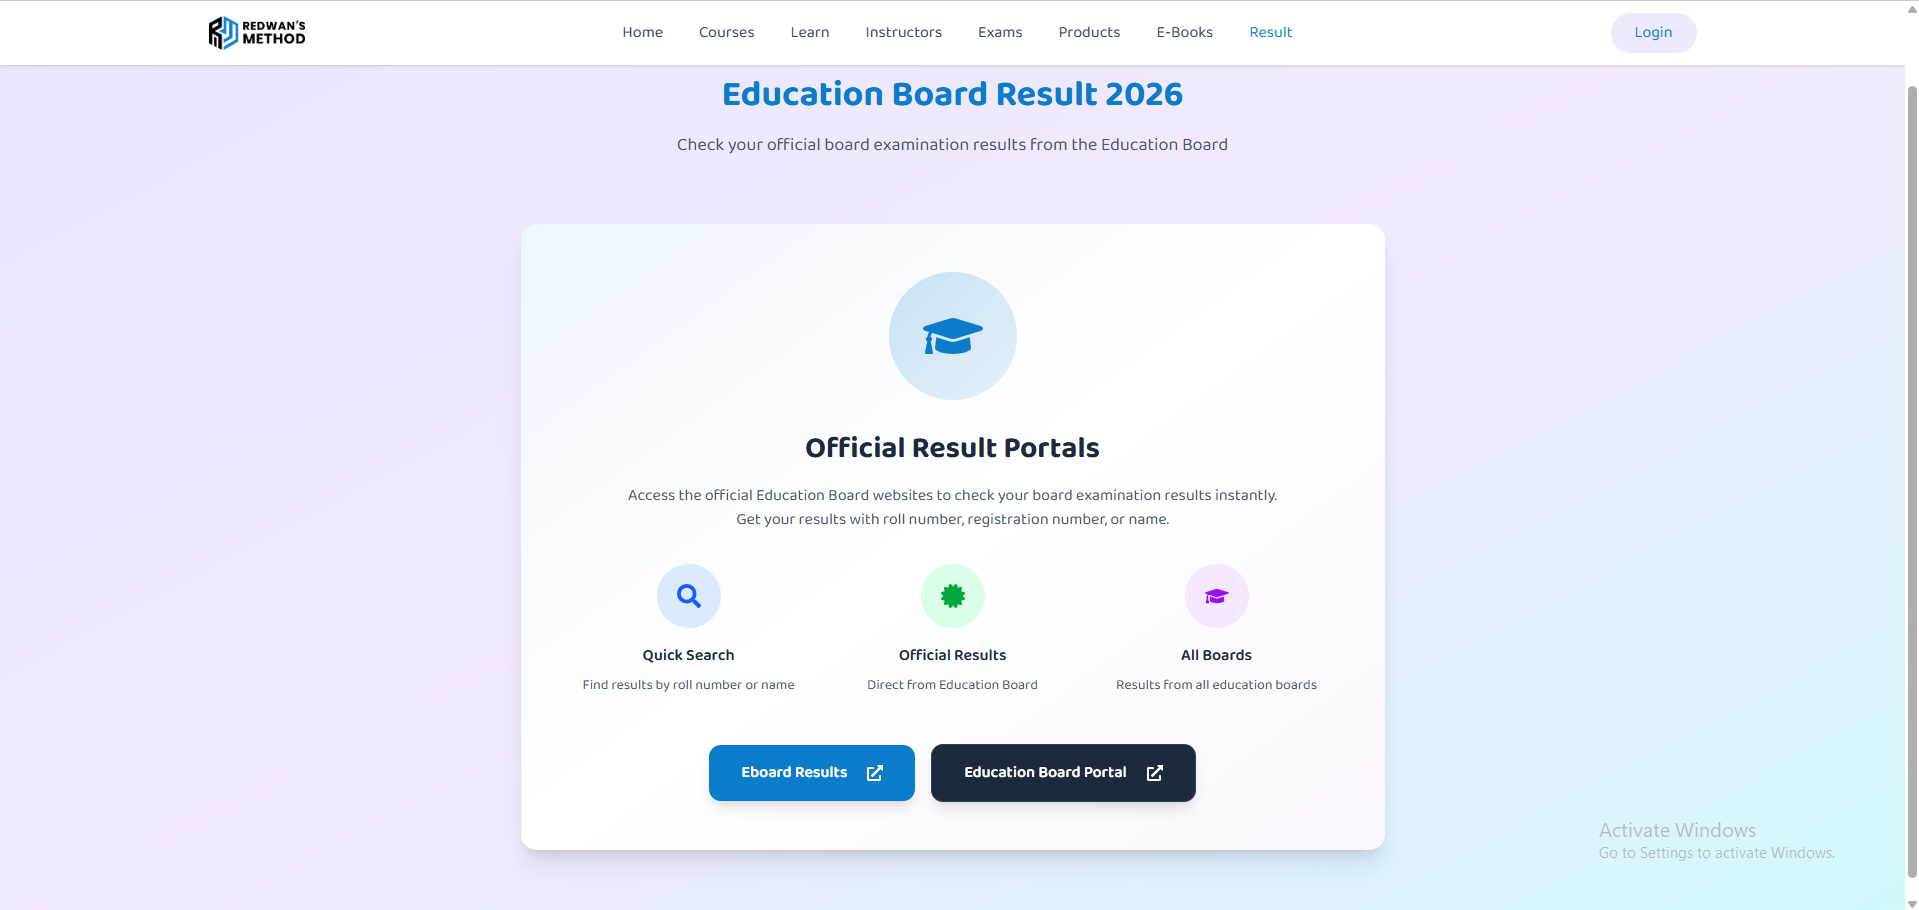 REDWAN'S
METHOD
Home Courses Learn Instructors Exams Products E-Books Result
Login
Education Board Result 2026
Check your official board examination results from the Education Board
Official Result Portals
Access the official Education Board websites to check your board examination results instantly.
Get your results with roll number, registration number, or name.
Quick Search
Find results by roll number or name
Official Results
Direct from Education Board
All Boards
Results from all education boards
Eboard Results
Education Board Portal
Activate Windows
Go to Settings to activate Windows.